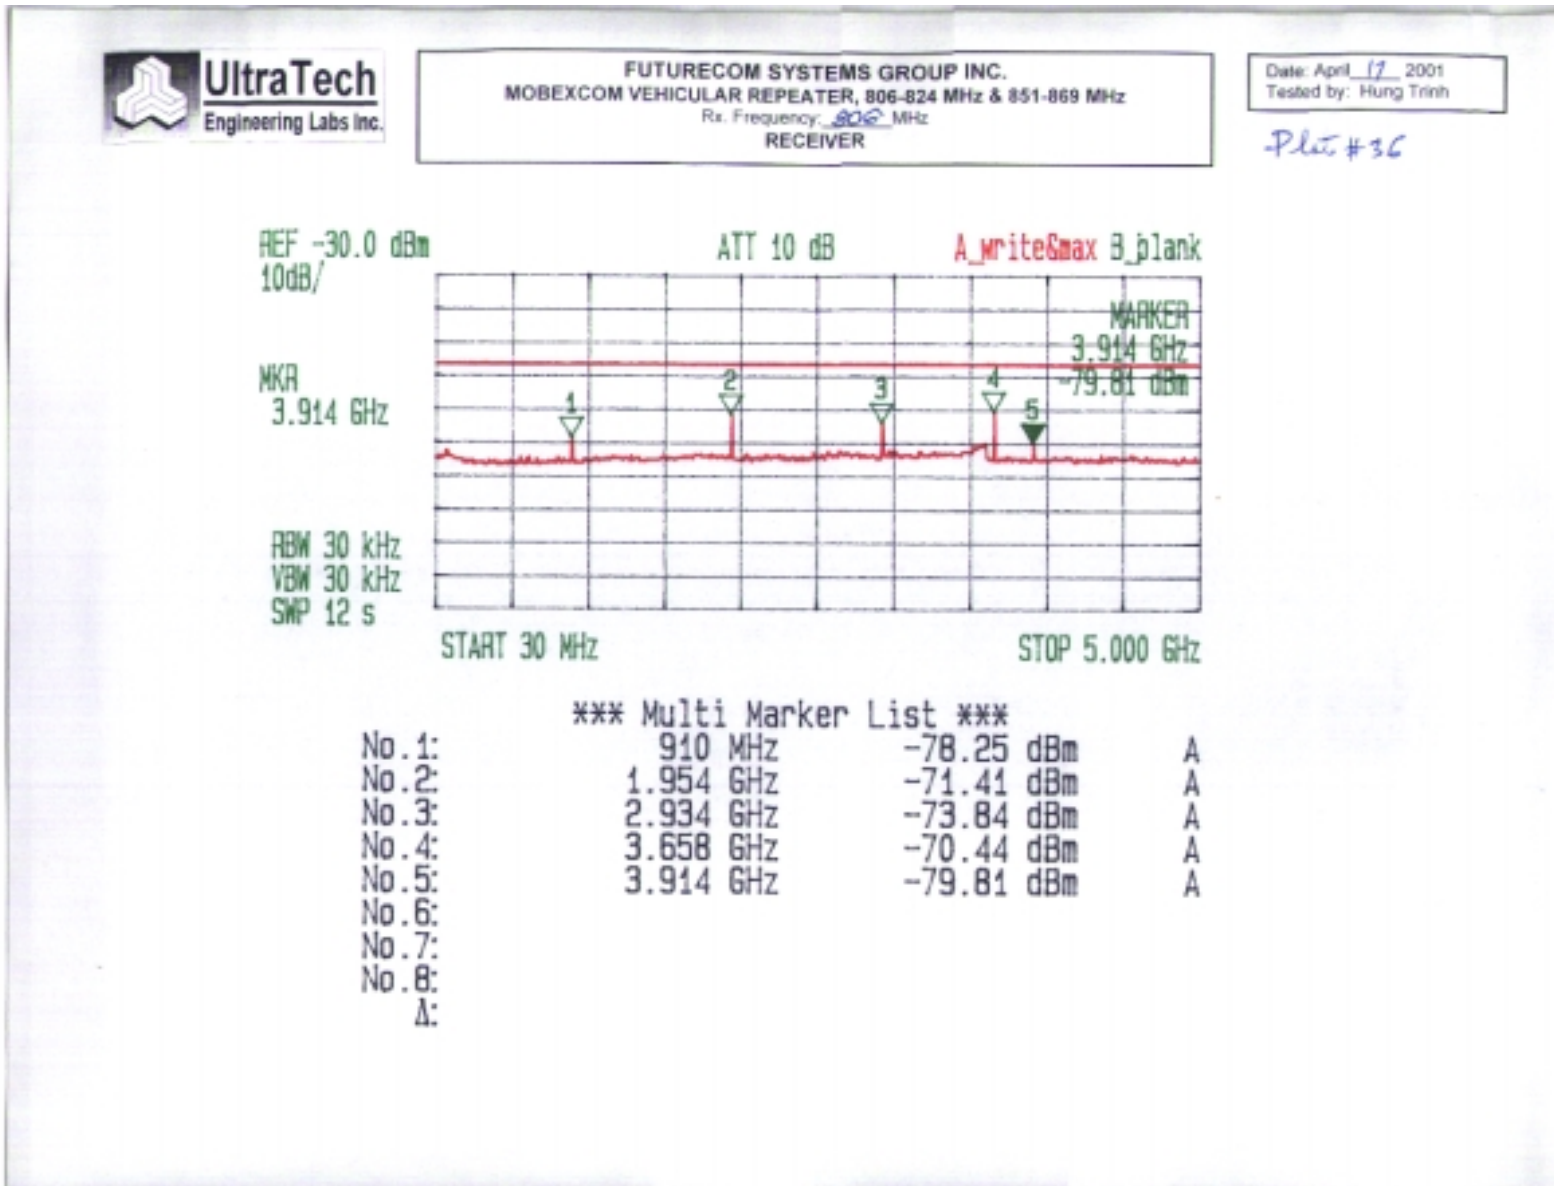 UltraTech
Engineering Labs Inc.
FUTURECOM SYSTEMS GROUP INC.
MOBEXCOM VEHICULAR REPEATER, 806-824 MHz & 851-869 MHz
Rx. Frequency: 806 MHz
RECEIVER
Date: April 17 2001
Tested by: Hung Trinh
Plot #36
REF -30.0 dBm
10dB/
ATT 10 dB
A_write&max B_blank
MARKER
3.914 GHz
-79.81 dBm
MKR
3.914 GHz
1
2
3
4
5
RBW 30 kHz
VBW 30 kHz
SWP 12 s
START 30 MHz
STOP 5.000 GHz
*** Multi Marker List ***
No.1: 910 MHz -78.25 dBm A
No.2: 1.954 GHz -71.41 dBm A
No.3: 2.934 GHz -73.84 dBm A
No.4: 3.658 GHz -70.44 dBm A
No.5: 3.914 GHz -79.81 dBm A
No.6:
No.7:
No.8:
Δ: